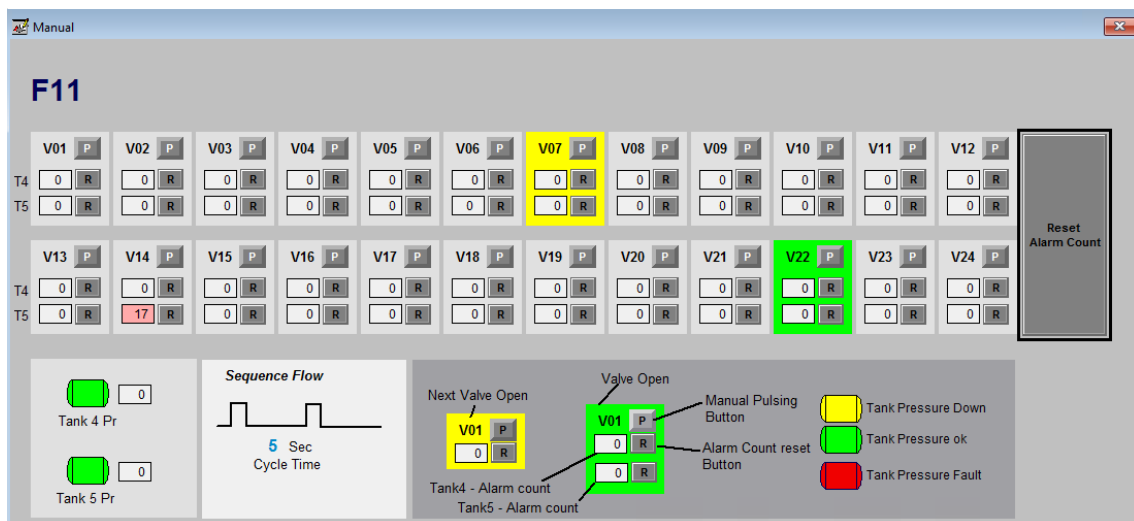 Manual
F11
V01 P V02 P V03 P V04 P V05 P V06 P V07 P V08 P V09 P V10 P V11 P V12 P
T4 0 R 0 R 0 R 0 R 0 R 0 R 0 R 0 R 0 R 0 R 0 R 0 R
T5 0 R 0 R 0 R 0 R 0 R 0 R 0 R 0 R 0 R 0 R 0 R 0 R
Reset
Alarm Count
V13 P V14 P V15 P V16 P V17 P V18 P V19 P V20 P V21 P V22 P V23 P V24 P
T4 0 R 0 R 0 R 0 R 0 R 0 R 0 R 0 R 0 R 0 R 0 R 0 R
T5 0 R 17 R 0 R 0 R 0 R 0 R 0 R 0 R 0 R 0 R 0 R 0 R
0
Tank 4 Pr
0
Tank 5 Pr
Sequence Flow
5 Sec
Cycle Time
Next Valve Open
V01 P
0 R
Valve Open
V01 P
0 R
0 R
Manual Pulsing
Button
Alarm Count reset
Button
Tank4 - Alarm count
Tank5 - Alarm count
Tank Pressure Down
Tank Pressure ok
Tank Pressure Fault